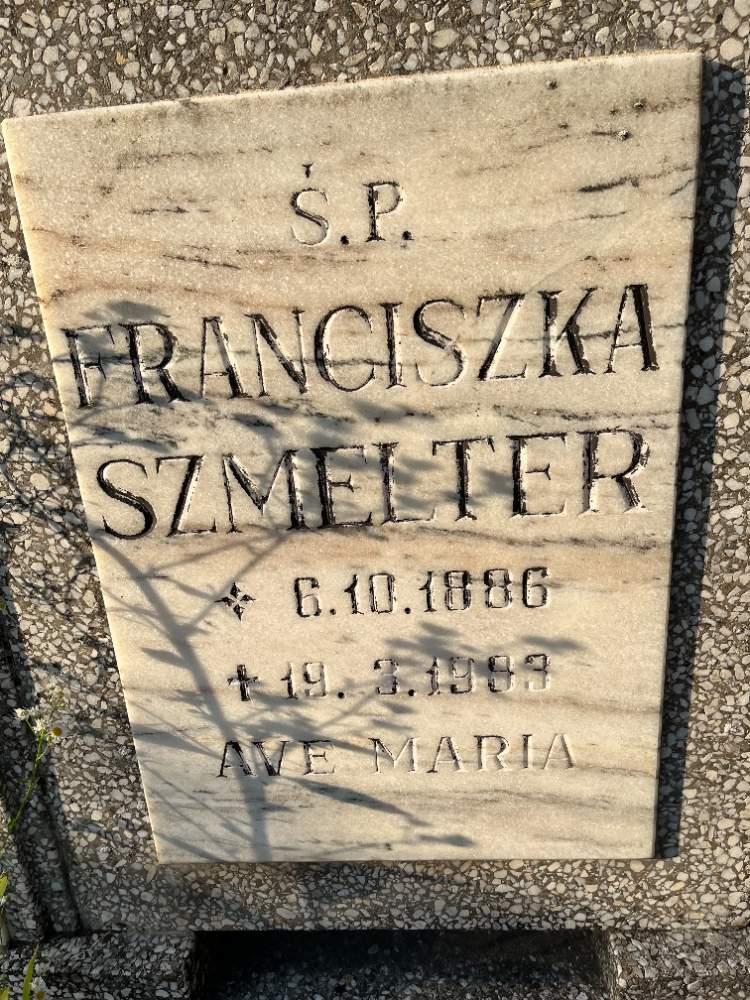 Ś.P.
FRANCISZKA
SZMELTER
6.10.1886
19. 3.1983
AVE MARIA